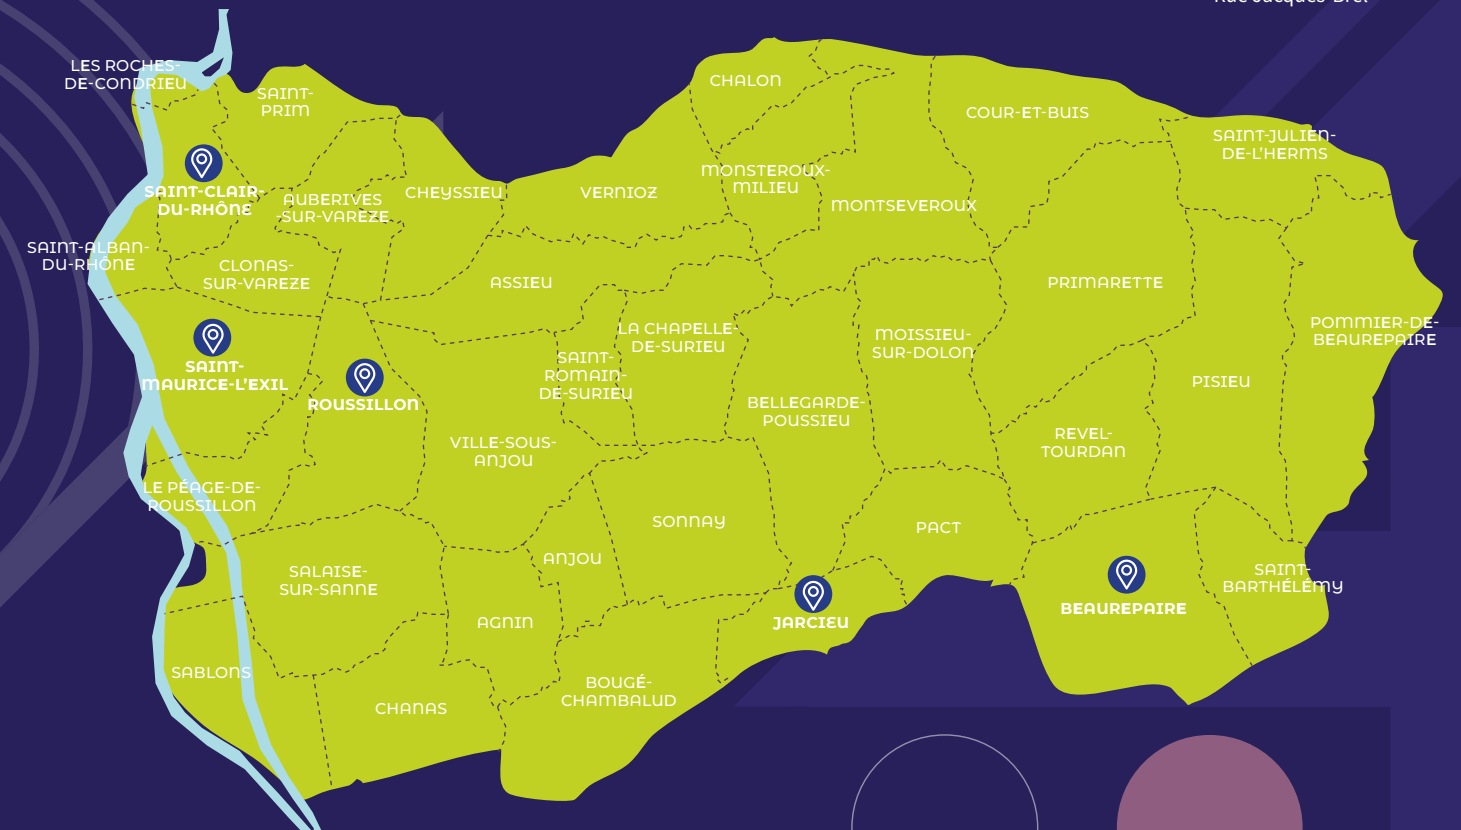 LES ROCHES-
DE-CONDRIEU
SAINT-
PRIM
CHALON
COUR-ET-BUIS
SAINT-JULIEN-
DE-L'HERMS
SAINT-CLAIR-
DU-RHÔNE
AUBERIVES
-SUR-VAREZE
CHEYSSIEU
VERNIOZ
MONSTEROUX-
MILIEU
MONTSEVEROUX
SAINT-ALBAN-
DU-RHÔNE
CLONAS-
SUR-VAREZE
ASSIEU
PRIMARETTE
LA CHAPELLE-
DE-SURIEU
MOISSIEU-
SUR-DOLON
POMMIER-DE-
BEAUREPAIRE
SAINT-
MAURICE-L'EXIL
ROUSSILLON
SAINT-
ROMAIN-
DE-SURIEU
PISIEU
BELLEGARDE-
POUSSIEU
VILLE-SOUS-
ANJOU
REVEL-
TOURDAN
LE PÉAGE-DE-
ROUSSILLON
SONNAY
PACT
ANJOU
SALAISE-
SUR-SANNE
SAINT-
BARTHÉLÉMY
BEAUREPAIRE
AGNIN
JARCIEU
SABLONS
BOUGÉ-
CHAMBALUD
CHANAS